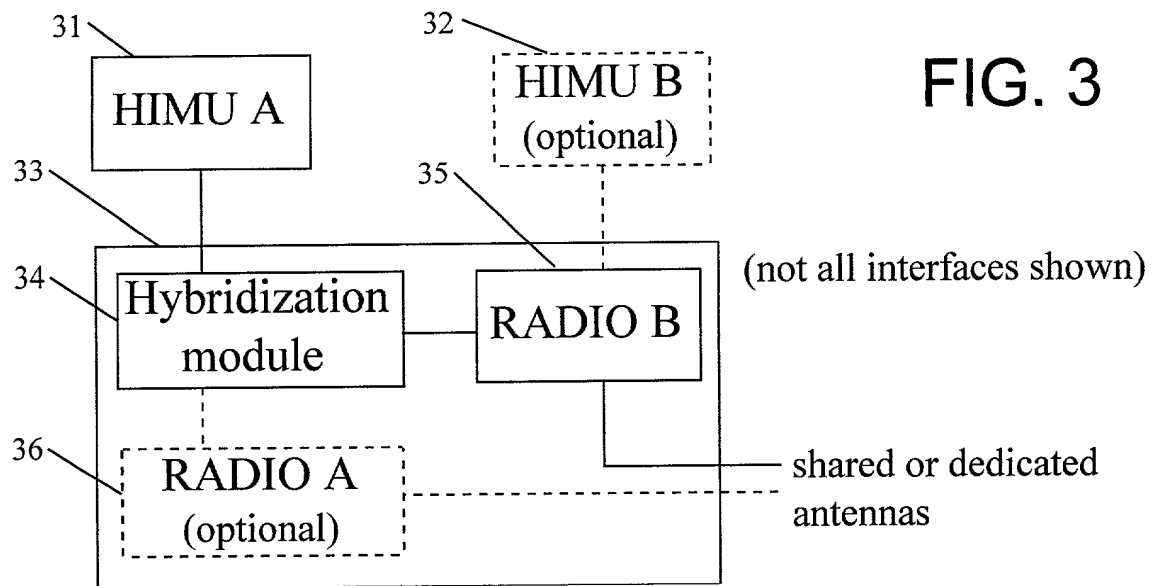 31
32
FIG. 3
HIMU A
HIMU B
(optional)
33
35
34
Hybridization
module
RADIO B
(not all interfaces shown)
36
RADIO A
(optional)
shared or dedicated
antennas